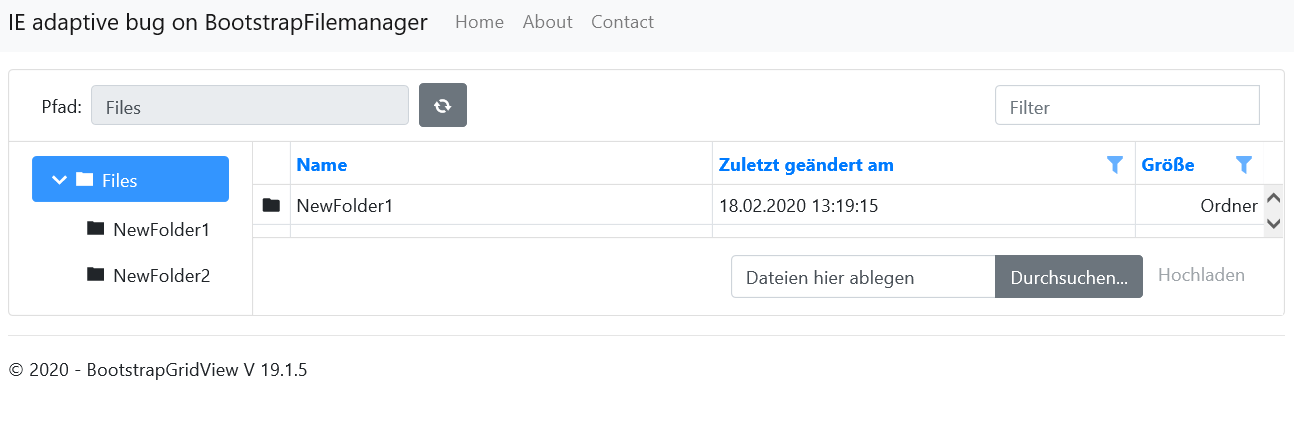 IE adaptive bug on BootstrapFilemanager Home About Contact
Pfad: Files Filter
Files
NewFolder1
NewFolder2
Name Zuletzt geändert am Größe
NewFolder1 18.02.2020 13:19:15 Ordner
Dateien hier ablegen Durchsuchen... Hochladen
© 2020 - BootstrapGridView V 19.1.5